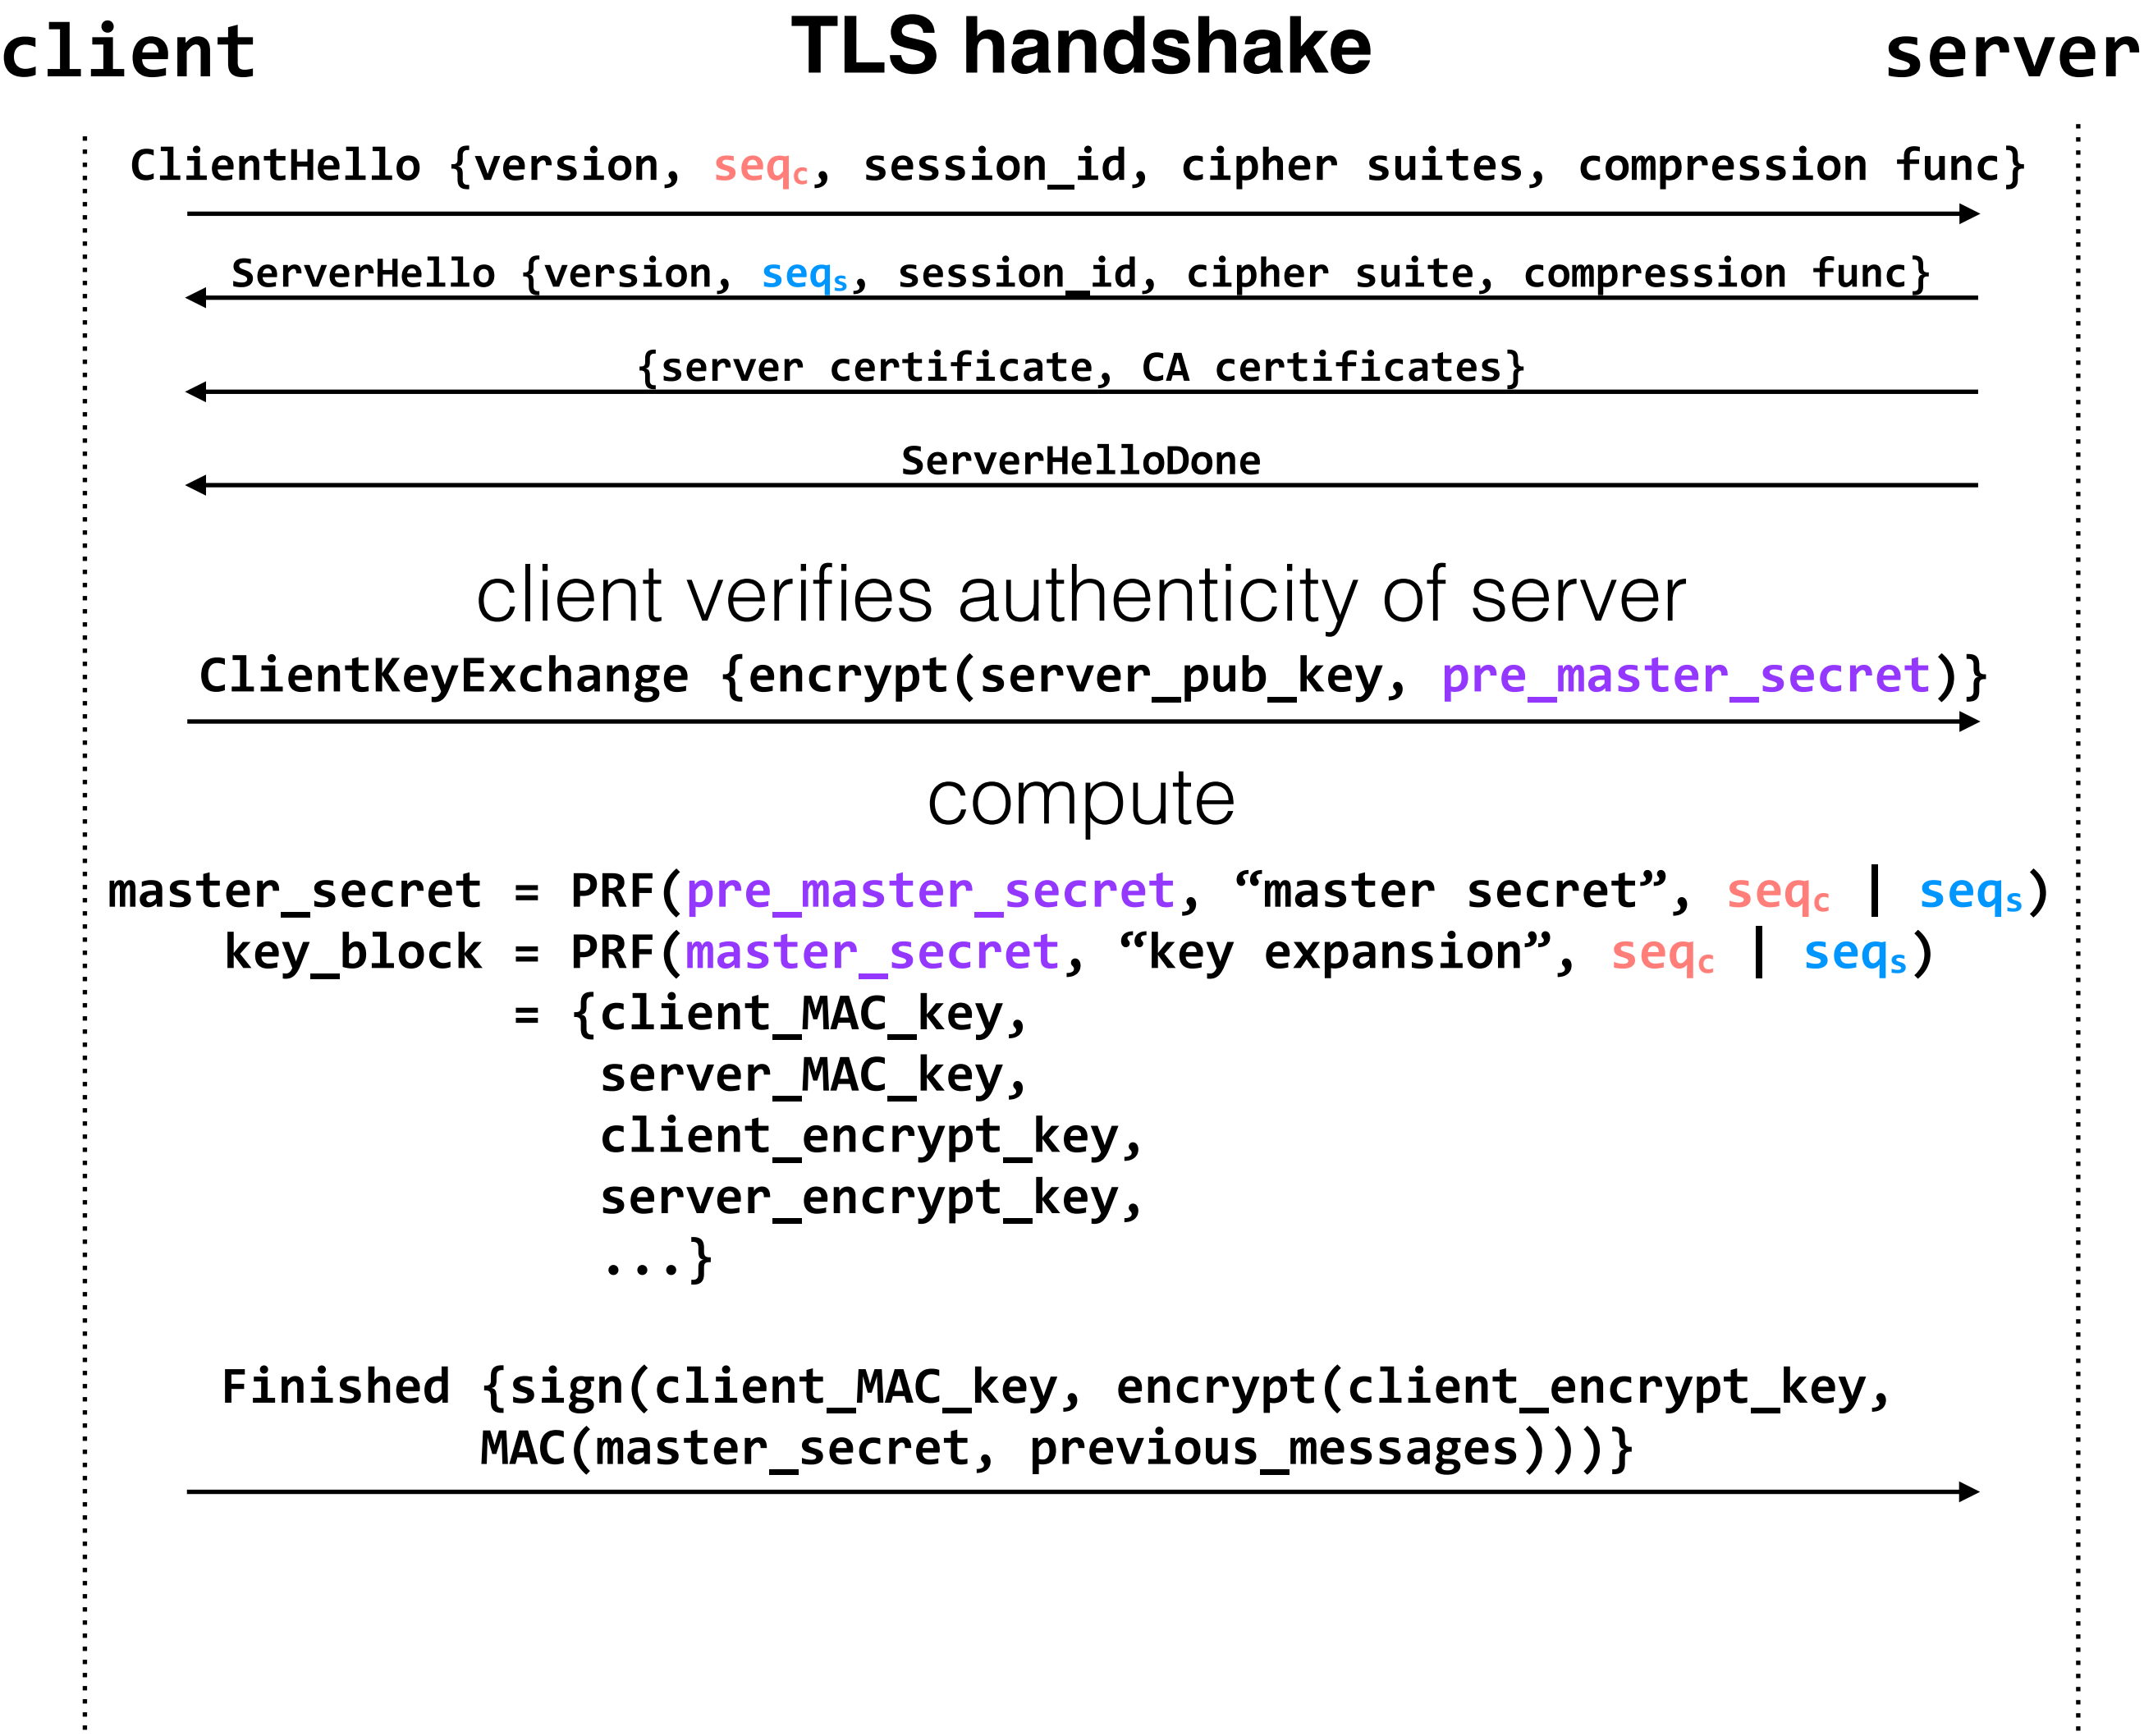 client TLS handshake server
ClientHello {version, seqc, session_id, cipher suites, compression func}
ServerHello {version, seqs, session_id, cipher suite, compression func}
{server certificate, CA certificates}
ServerHelloDone
client verifies authenticity of server
ClientKeyExchange {encrypt(server_pub_key, pre_master_secret)}
compute
master_secret = PRF(pre_master_secret, “master secret”, seqc | seqs)
key_block = PRF(master_secret, “key expansion”, seqc | seqs)
= {client_MAC_key,
server_MAC_key,
client_encrypt_key,
server_encrypt_key,
...}
Finished {sign(client_MAC_key, encrypt(client_encrypt_key,
MAC(master_secret, previous_messages)))}